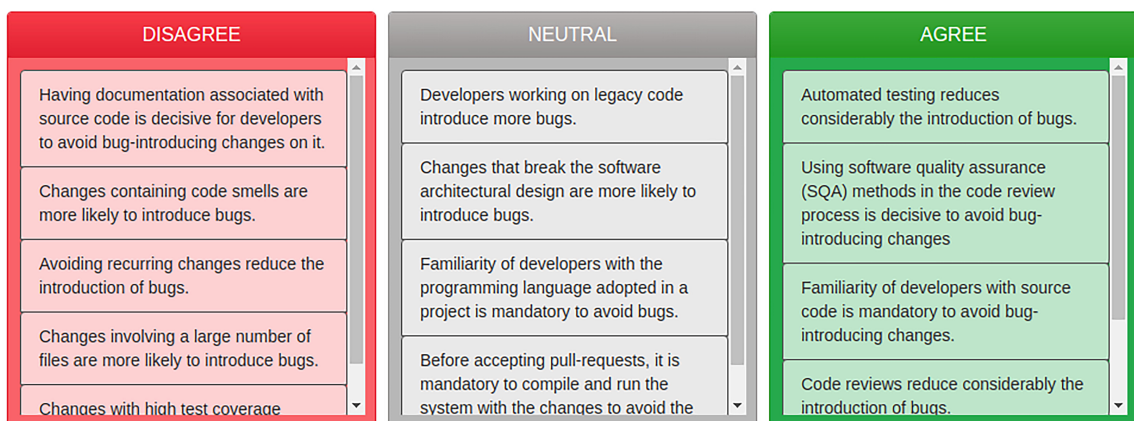 DISAGREE
Having documentation associated with
source code is decisive for developers
to avoid bug-introducing changes on it.
Changes containing code smells are
more likely to introduce bugs.
Avoiding recurring changes reduce the
introduction of bugs.
Changes involving a large number of
files are more likely to introduce bugs.
Changes with high test coverage
NEUTRAL
Developers working on legacy code
introduce more bugs.
Changes that break the software
architectural design are more likely to
introduce bugs.
Familiarity of developers with the
programming language adopted in a
project is mandatory to avoid bugs.
Before accepting pull-requests, it is
mandatory to compile and run the
system with the changes to avoid the
AGREE
Automated testing reduces
considerably the introduction of bugs.
Using software quality assurance
(SQA) methods in the code review
process is decisive to avoid bug-
introducing changes
Familiarity of developers with source
code is mandatory to avoid bug-
introducing changes.
Code reviews reduce considerably the
introduction of bugs.